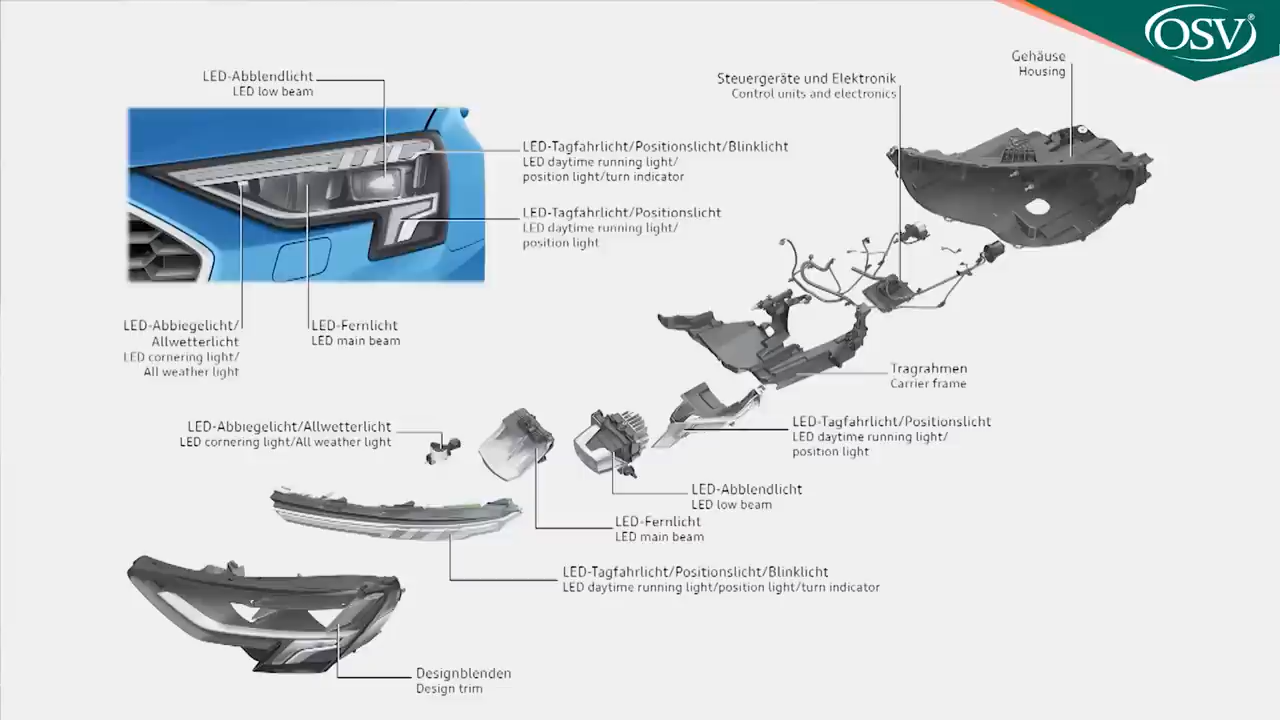 OSV®
Gehäuse
Housing
LED-Abblendlicht
LED low beam
Steuergeräte und Elektronik
Control units and electronics
LED-Tagfahrlicht/Positionslicht/Blinklicht
LED daytime running light/
position light/turn indicator
LED-Tagfahrlicht/Positionslicht
LED daytime running light/
position light
LED-Abbiegelicht/
Allwetterlicht
LED cornering light/
All weather light
LED-Fernlicht
LED main beam
Tragrahmen
Carrier frame
LED-Abbiegelicht/Allwetterlicht
LED cornering light/All weather light
LED-Tagfahrlicht/Positionslicht
LED daytime running light/
position light
LED-Abblendlicht
LED low beam
LED-Fernlicht
LED main beam
LED-Tagfahrlicht/Positionslicht/Blinklicht
LED daytime running light/position light/turn indicator
Designblenden
Design trim